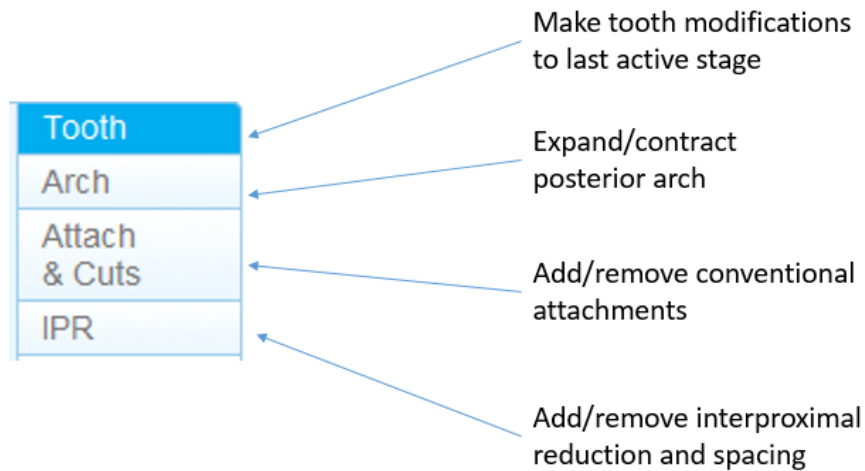 Make tooth modifications
to last active stage
Tooth
Expand/contract
posterior arch
Arch
Attach
& Cuts
Add/remove conventional
attachments
IPR
Add/remove interproximal
reduction and spacing